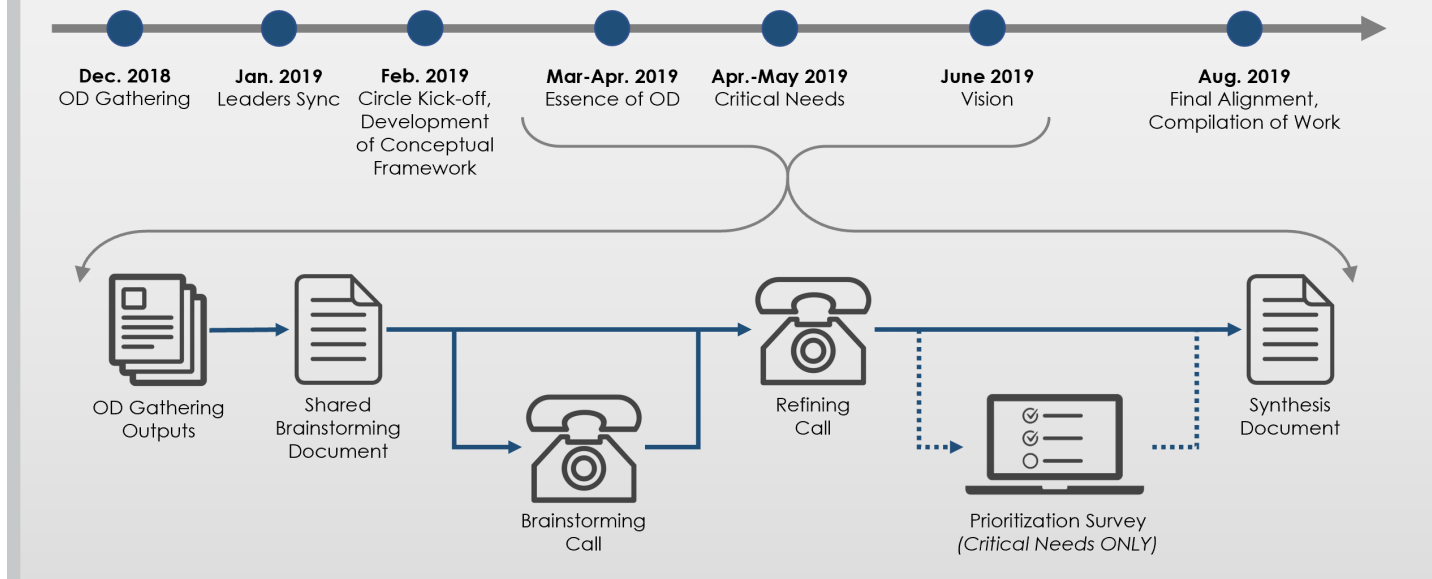 Dec. 2018
OD Gathering
Jan. 2019
Leaders Sync
Feb. 2019
Circle Kick-off,
Development
of Conceptual
Framework
Mar-Apr. 2019
Essence of OD
Apr.-May 2019
Critical Needs
June 2019
Vision
Aug. 2019
Final Alignment,
Compilation of Work
OD Gathering
Outputs
Shared
Brainstorming
Document
Brainstorming
Call
Refining
Call
Prioritization Survey
(Critical Needs ONLY)
Synthesis
Document